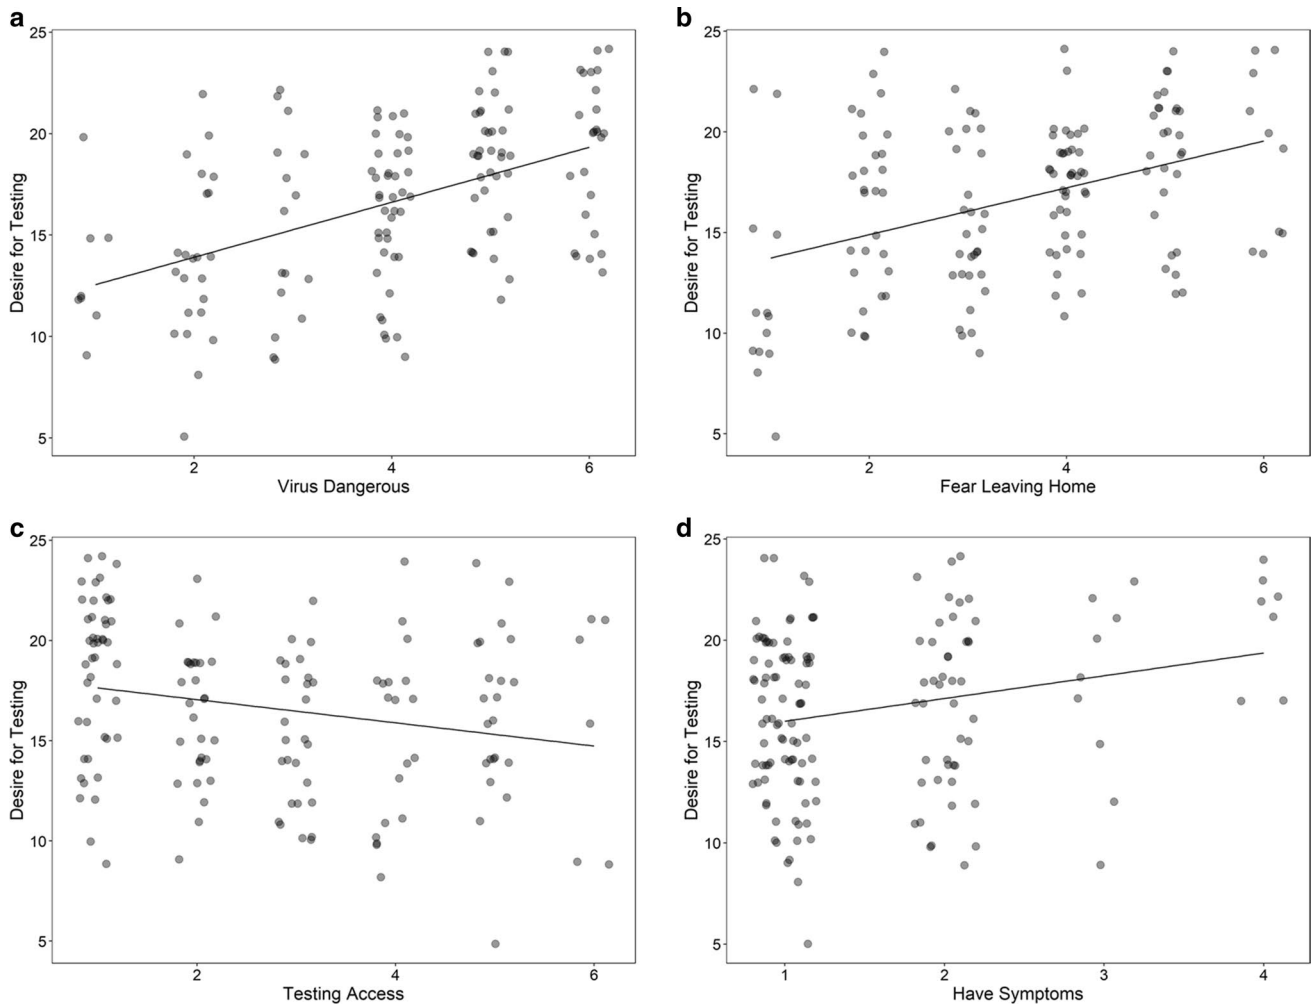 a
25
20
15
10
5
Desire for Testing
2 4 6
Virus Dangerous
b
25
20
15
10
5
Desire for Testing
2 4 6
Fear Leaving Home
c
25
20
15
10
5
Desire for Testing
2 4 6
Testing Access
d
25
20
15
10
5
Desire for Testing
1 2 3 4
Have Symptoms